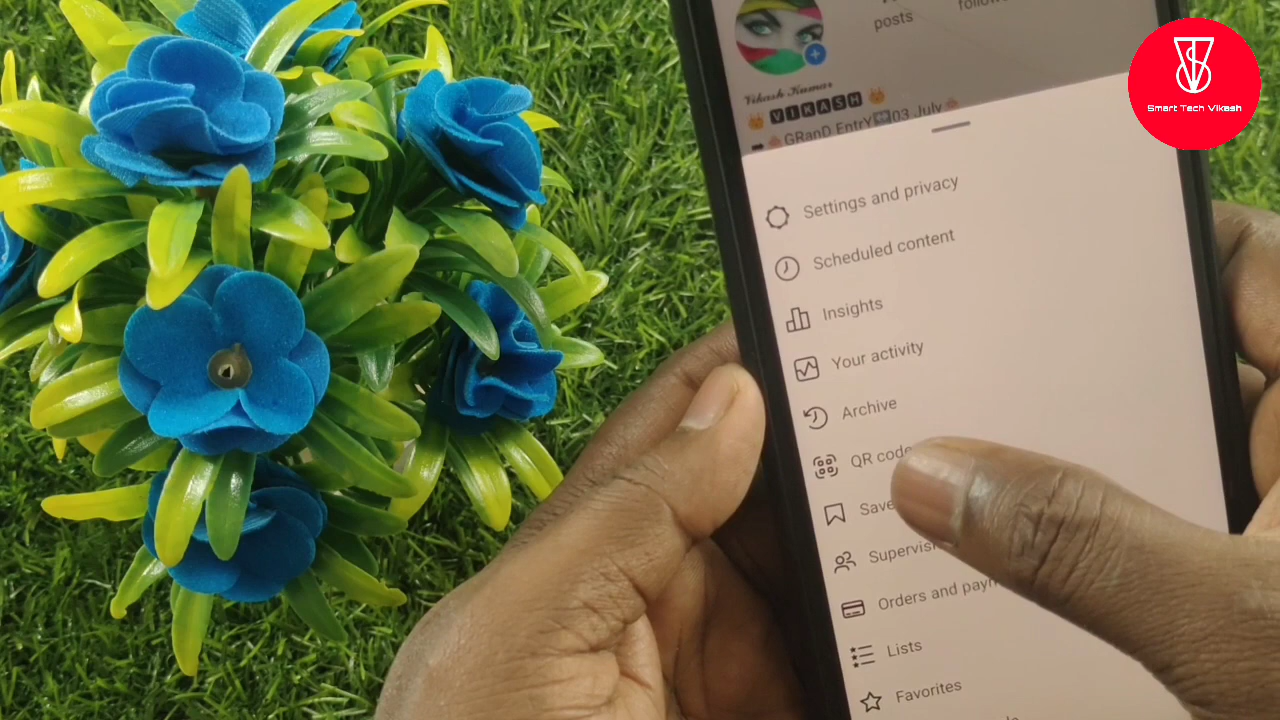 posts
Vikash Kumar
VIKASH
GRanD EntrY 03 July
Settings and privacy
Scheduled content
Insights
Your activity
Archive
QR code
Save
Orders and
Lists
Favorites
Smart Tech Vikash